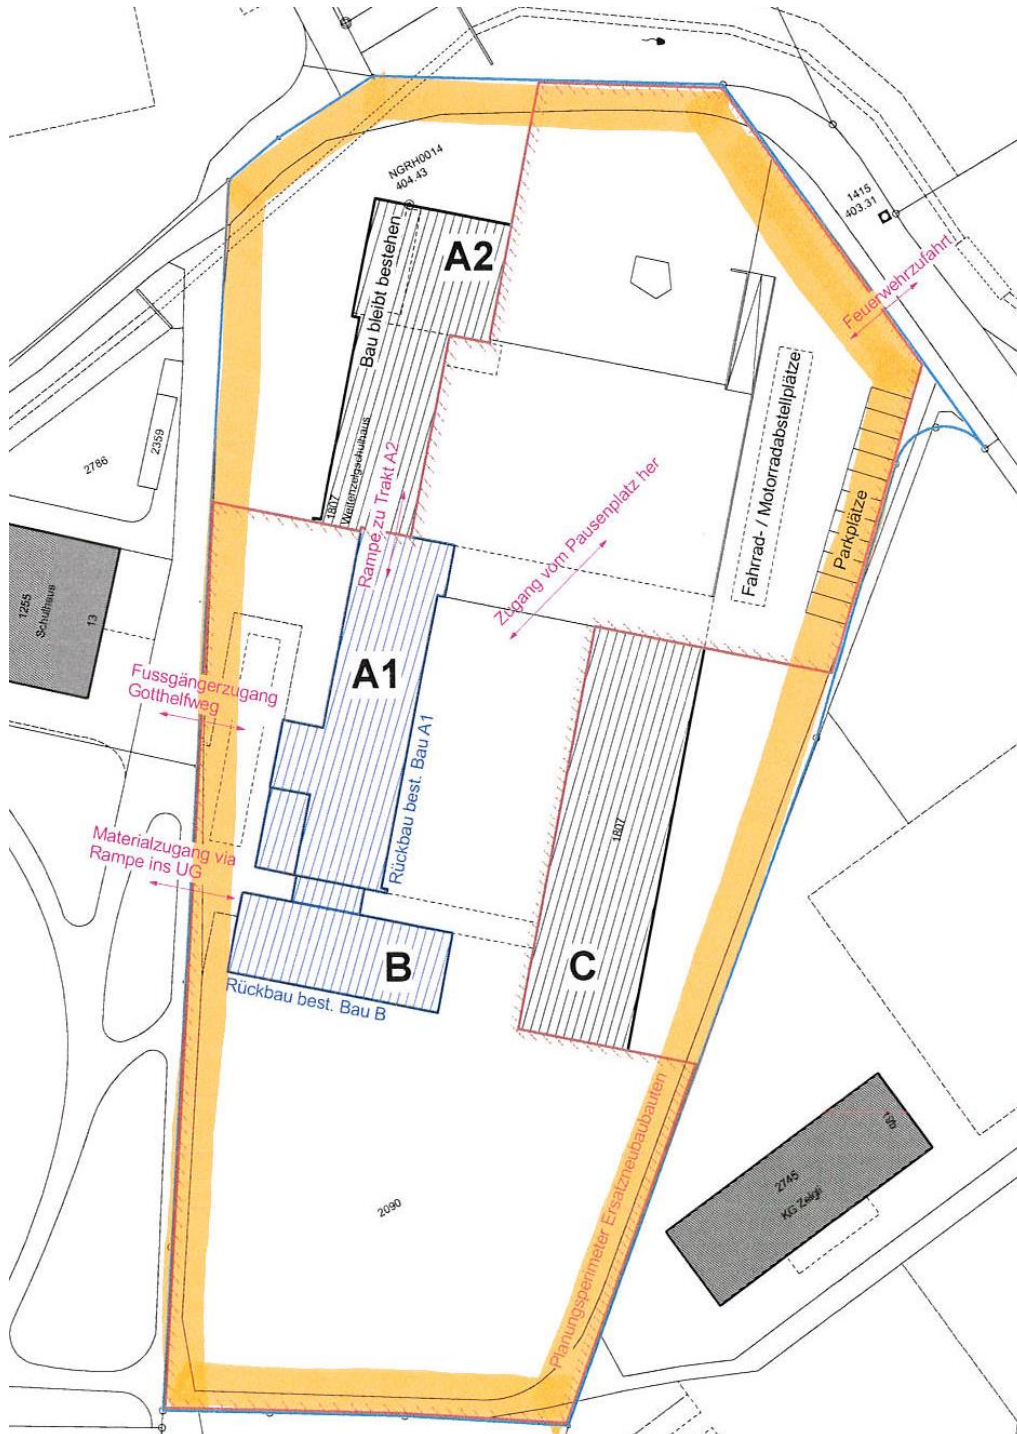 NGRH0014
404.43
1415
403.31
A2
Bau bleibt bestehen
Feuerwehrzufahrt
2359
2786
1807
Weitenzelgschulhaus
Rampe zu Trakt A2
Zugang vom Pausenplatz her
Fahrrad- / Motorradabstellplätze
Parkplätze
1255
Schulhaus
13
A1
Fussgängerzugang
Gotthelfweg
Rückbau best. Bau A1
1807
Materialzugang via
Rampe ins UG
B
C
Rückbau best. Bau B
Planungsperimeter Ersatzneubaubauten
2745
KG Zelgli
2090